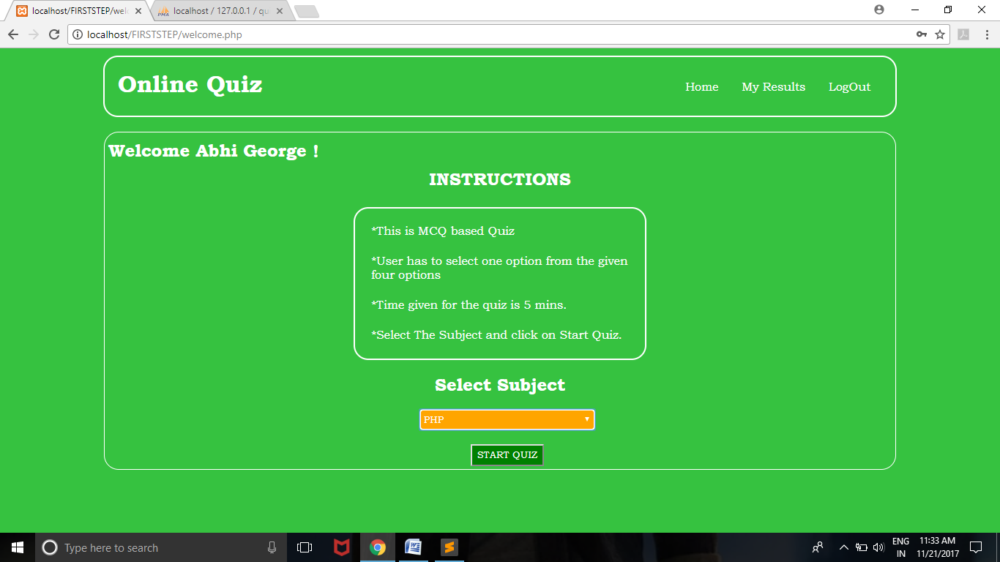 localhost/FIRSTSTEP/wel
localhost / 127.0.0.1 / qu
localhost/FIRSTSTEP/welcome.php
Online Quiz
Home
My Results
LogOut
Welcome Abhi George !
INSTRUCTIONS
*This is MCQ based Quiz
*User has to select one option from the given
four options
*Time given for the quiz is 5 mins.
*Select The Subject and click on Start Quiz.
Select Subject
PHP
START QUIZ
Type here to search
ENG
IN
11:33 AM
11/21/2017